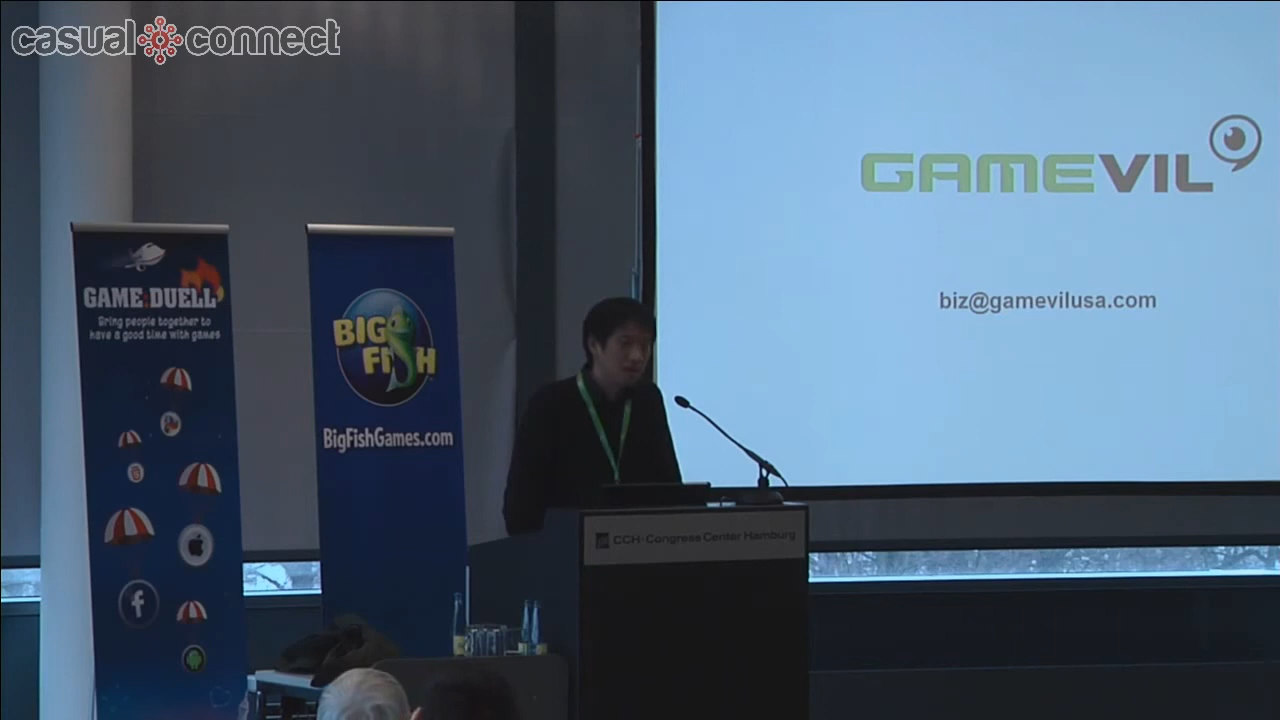 casual connect
GAMEVIL
biz@gamevilusa.com
GAME DUELL
Bring people together to
have a good time with games
BIG
FISH
BigFishGames.com
CCH-Congress Center Hamburg